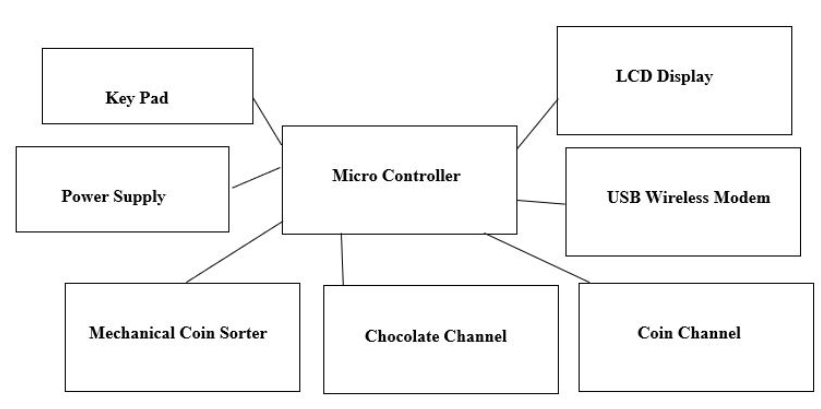 Key Pad
LCD Display
Micro Controller
Power Supply
USB Wireless Modem
Mechanical Coin Sorter
Chocolate Channel
Coin Channel